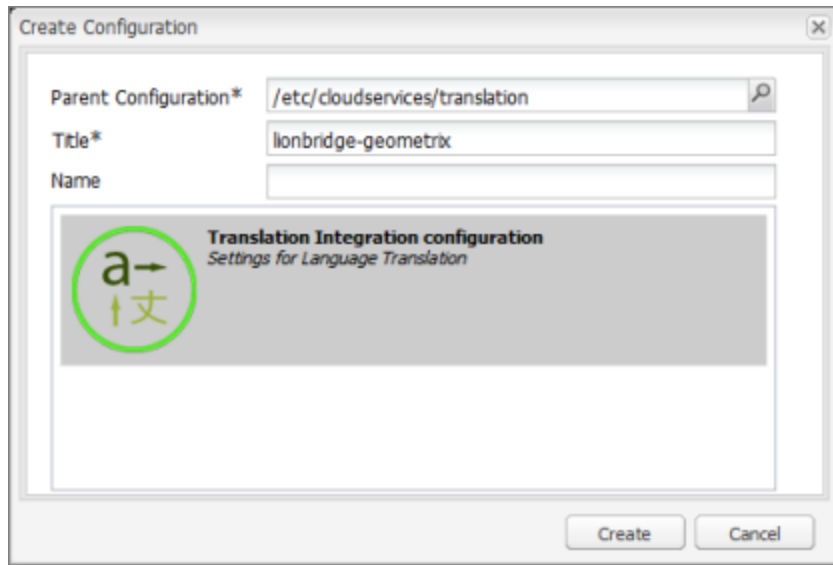 Create Configuration
Parent Configuration* /etc/cloudservices/translation
Title* lionbridge-geometrix
Name
Translation Integration configuration
Settings for Language Translation
a
文
Create Cancel